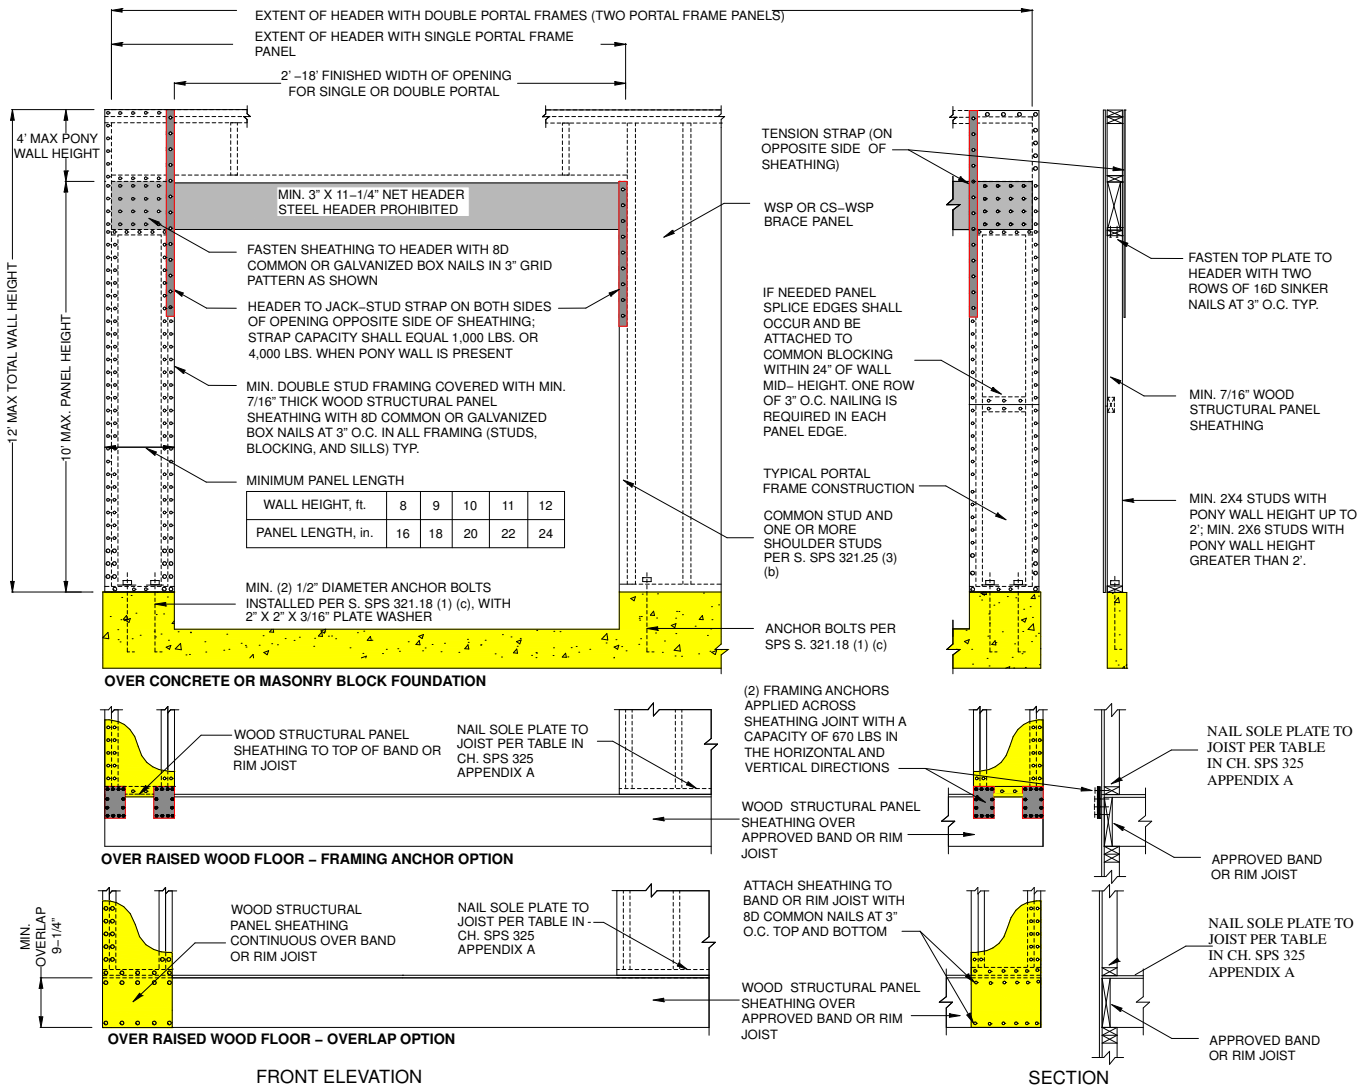 EXTENT OF HEADER WITH DOUBLE PORTAL FRAMES (TWO PORTAL FRAME PANELS)
EXTENT OF HEADER WITH SINGLE PORTAL FRAME
PANEL
2' –18' FINISHED WIDTH OF OPENING
FOR SINGLE OR DOUBLE PORTAL
4' MAX PONY
WALL HEIGHT
12' MAX TOTAL WALL HEIGHT
10' MAX. PANEL HEIGHT
MIN. 3” X 11–1/4” NET HEADER
STEEL HEADER PROHIBITED
FASTEN SHEATHING TO HEADER WITH 8D
COMMON OR GALVANIZED BOX NAILS IN 3” GRID
PATTERN AS SHOWN
HEADER TO JACK–STUD STRAP ON BOTH SIDES
OF OPENING OPPOSITE SIDE OF SHEATHING;
STRAP CAPACITY SHALL EQUAL 1,000 LBS. OR
4,000 LBS. WHEN PONY WALL IS PRESENT
MIN. DOUBLE STUD FRAMING COVERED WITH MIN.
7/16” THICK WOOD STRUCTURAL PANEL
SHEATHING WITH 8D COMMON OR GALVANIZED
BOX NAILS AT 3” O.C. IN ALL FRAMING (STUDS,
BLOCKING, AND SILLS) TYP.
MINIMUM PANEL LENGTH
WALL HEIGHT, ft. 8 9 10 11 12
PANEL LENGTH, in. 16 18 20 22 24
MIN. (2) 1/2” DIAMETER ANCHOR BOLTS
INSTALLED PER S. SPS 321.18 (1) (c), WITH
2” X 2” X 3/16” PLATE WASHER
OVER CONCRETE OR MASONRY BLOCK FOUNDATION
TENSION STRAP (ON
OPPOSITE SIDE OF
SHEATHING)
WSP OR CS–WSP
BRACE PANEL
IF NEEDED PANEL
SPLICE EDGES SHALL
OCCUR AND BE
ATTACHED TO
COMMON BLOCKING
WITHIN 24” OF WALL
MID– HEIGHT. ONE ROW
OF 3” O.C. NAILING IS
REQUIRED IN EACH
PANEL EDGE.
TYPICAL PORTAL
FRAME CONSTRUCTION
COMMON STUD AND
ONE OR MORE
SHOULDER STUDS
PER S. SPS 321.25 (3)
(b)
ANCHOR BOLTS PER
SPS S. 321.18 (1) (c)
FASTEN TOP PLATE TO
HEADER WITH TWO
ROWS OF 16D SINKER
NAILS AT 3” O.C. TYP.
MIN. 7/16” WOOD
STRUCTURAL PANEL
SHEATHING
MIN. 2X4 STUDS WITH
PONY WALL HEIGHT UP TO
2'; MIN. 2X6 STUDS WITH
PONY WALL HEIGHT
GREATER THAN 2'.
WOOD STRUCTURAL PANEL
SHEATHING TO TOP OF BAND OR
RIM JOIST
NAIL SOLE PLATE TO
JOIST PER TABLE IN
CH. SPS 325
APPENDIX A
(2) FRAMING ANCHORS
APPLIED ACROSS
SHEATHING JOINT WITH A
CAPACITY OF 670 LBS IN
THE HORIZONTAL AND
VERTICAL DIRECTIONS
WOOD STRUCTURAL PANEL
SHEATHING OVER
APPROVED BAND OR RIM
JOIST
NAIL SOLE PLATE TO
JOIST PER TABLE
IN CH. SPS 325
APPENDIX A
APPROVED BAND
OR RIM JOIST
OVER RAISED WOOD FLOOR – FRAMING ANCHOR OPTION
MIN.
OVERLAP
9–1/4”
WOOD STRUCTURAL
PANEL SHEATHING
CONTINUOUS OVER BAND
OR RIM JOIST
NAIL SOLE PLATE TO
JOIST PER TABLE IN
CH. SPS 325
APPENDIX A
ATTACH SHEATHING TO
BAND OR RIM JOIST WITH
8D COMMON NAILS AT 3”
O.C. TOP AND BOTTOM
WOOD STRUCTURAL PANEL
SHEATHING OVER
APPROVED BAND OR RIM
JOIST
NAIL SOLE PLATE TO
JOIST PER TABLE
IN CH. SPS 325
APPENDIX A
APPROVED BAND
OR RIM JOIST
OVER RAISED WOOD FLOOR – OVERLAP OPTION
FRONT ELEVATION
SECTION